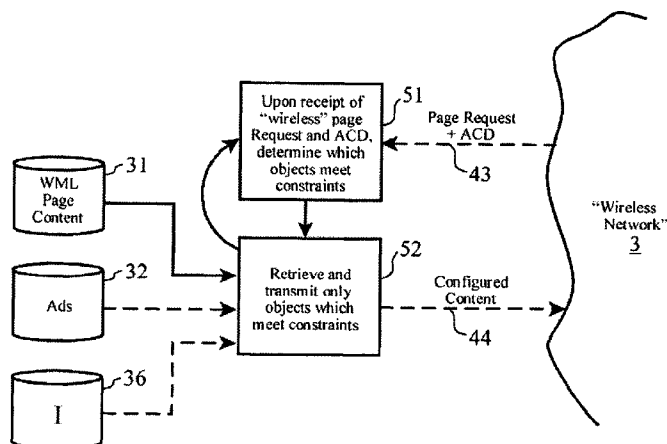 51
Upon receipt of
"wireless" page
Request and ACD,
determine which
objects meet
constraints
Page Request
+ ACD
43
31
WML
Page
Content
"Wireless
Network"
3
32
Ads
52
Retrieve and
transmit only
objects which
meet constraints
Configured
Content
44
36
I